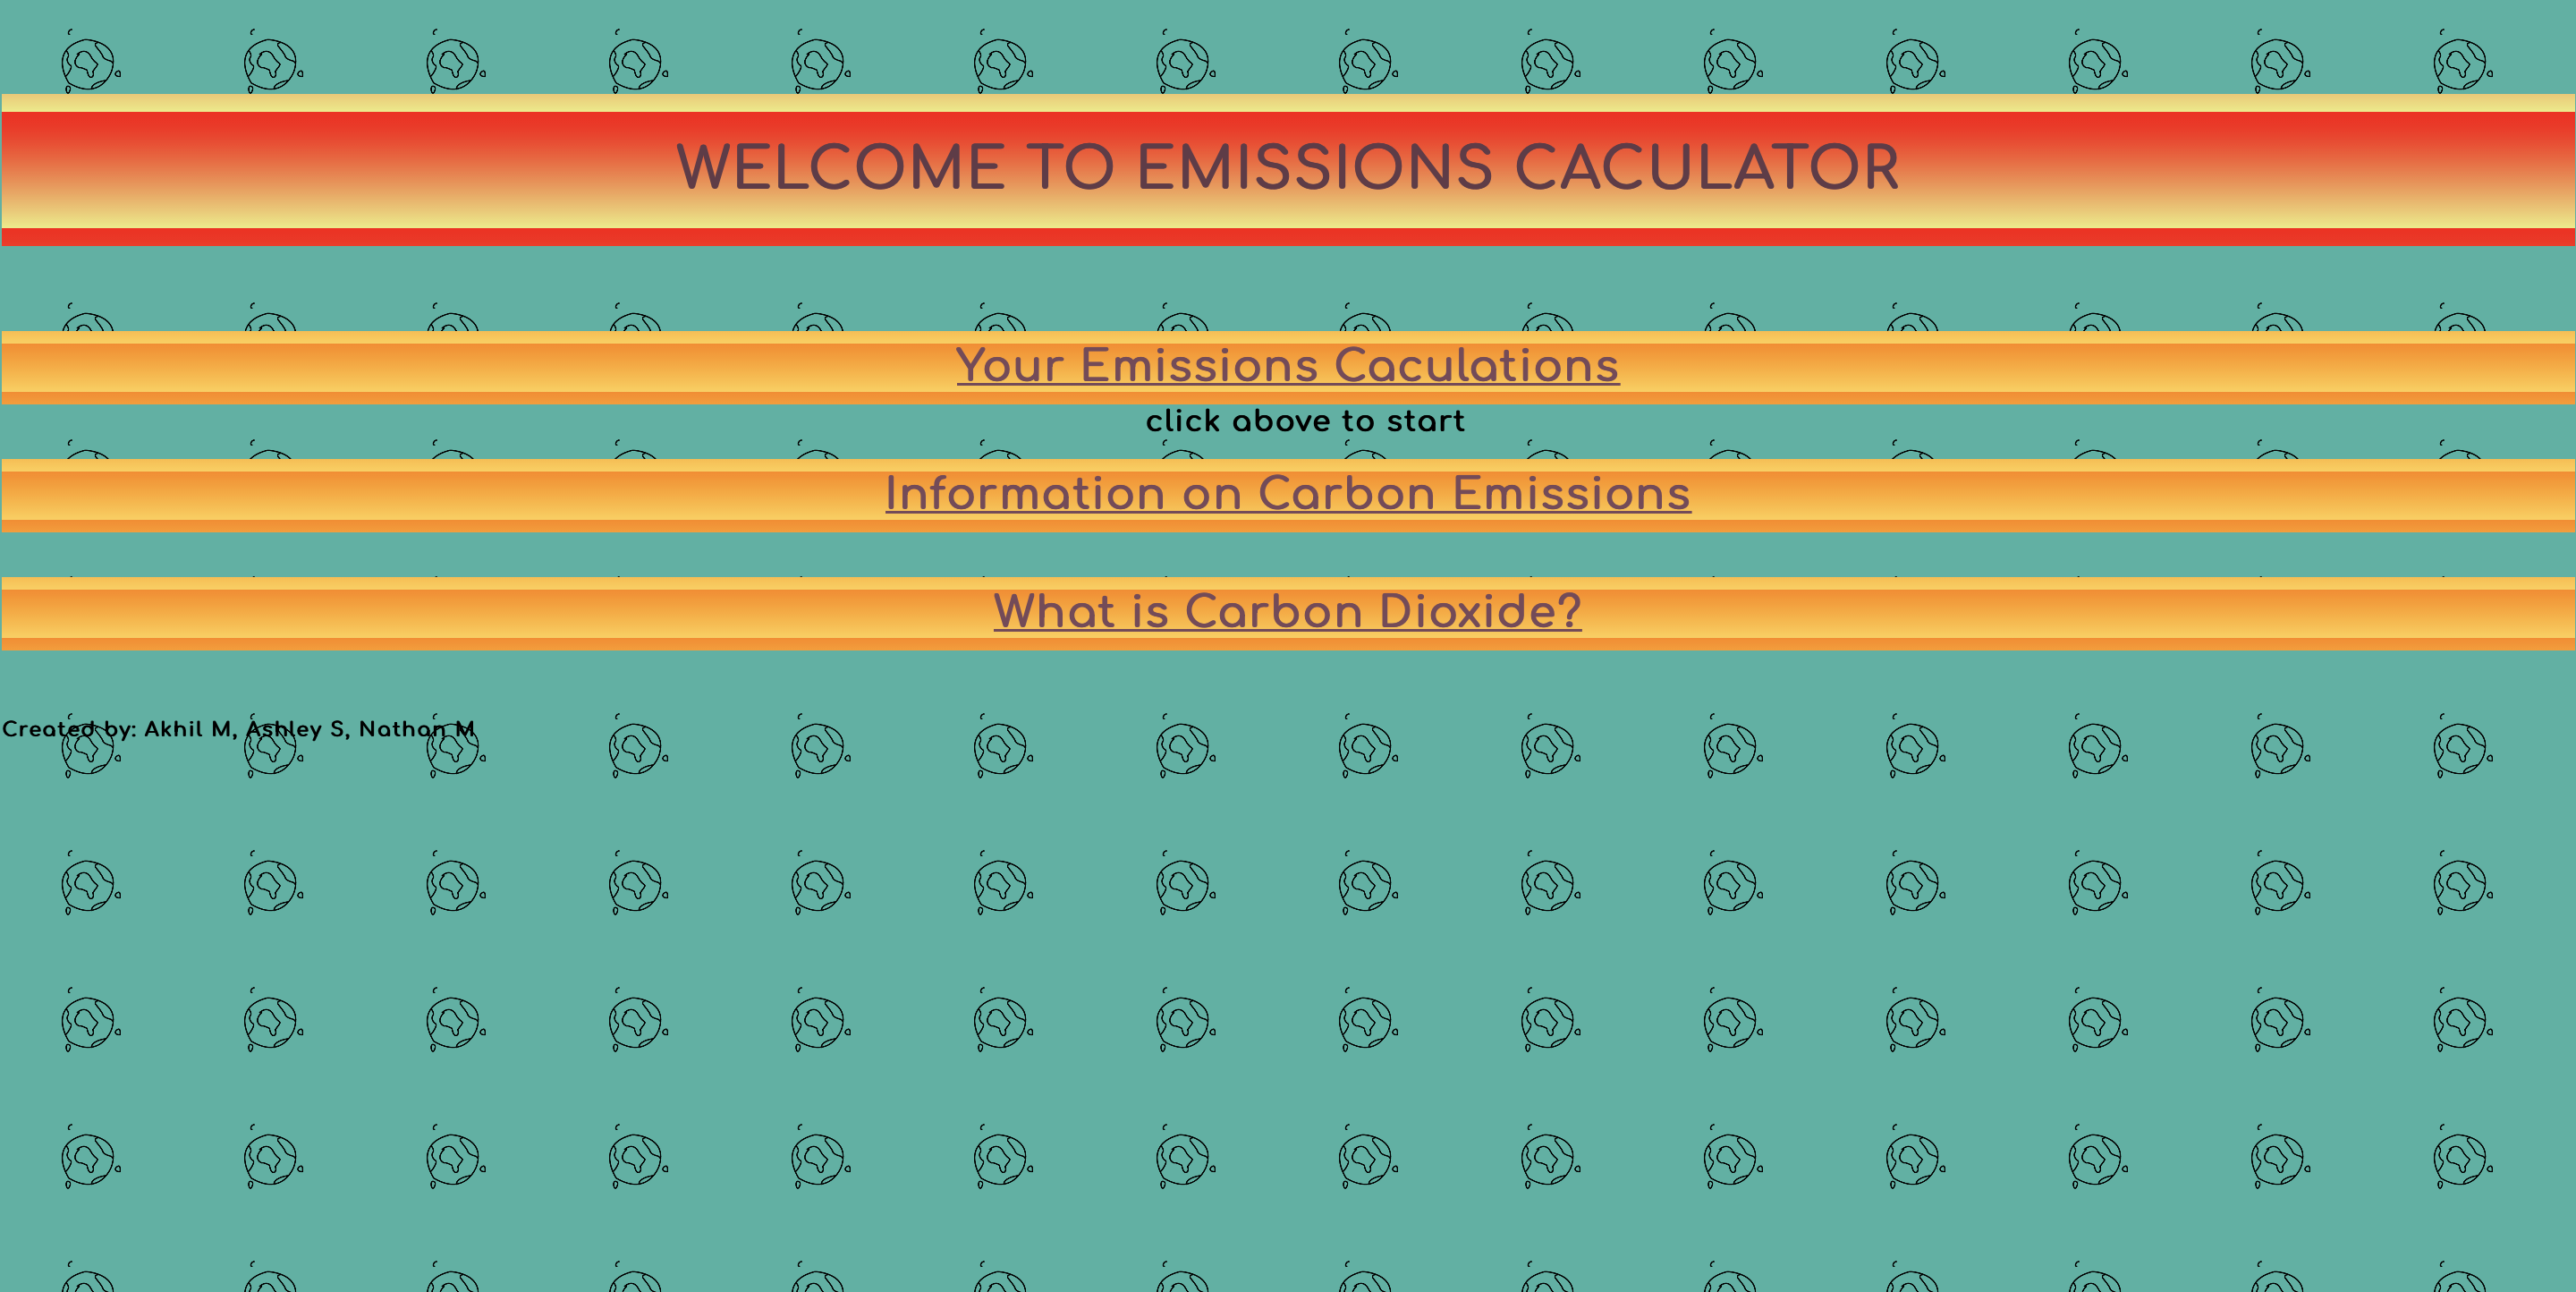 WELCOME TO EMISSIONS CACULATOR
Your Emissions Caculations
click above to start
Information on Carbon Emissions
What is Carbon Dioxide?
Created by: Akhil M, Ashley S, Nathan M